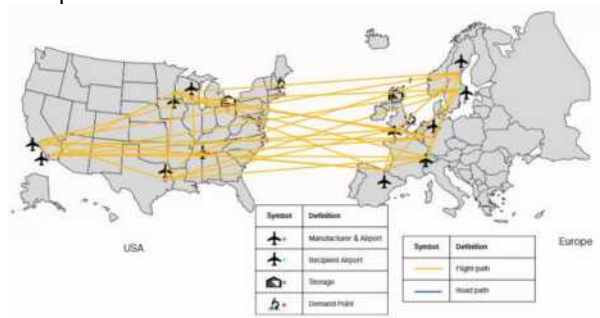 USA
Europe
Symbol Definition
Manufacturer & Airport
Recipient Airport
Storage
Demand Point
Symbol Definition
Flight path
Road path